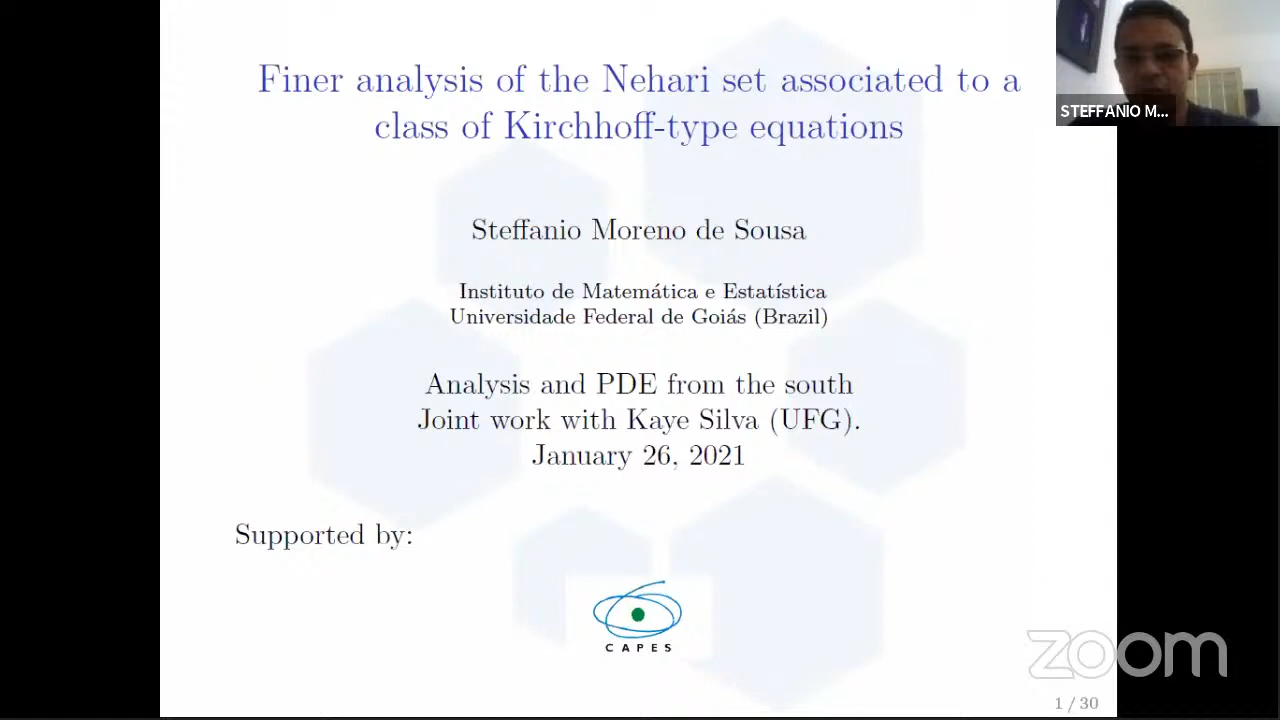 Finer analysis of the Nehari set associated to a
class of Kirchhoff-type equations
STEFFANIO M...
Steffanio Moreno de Sousa
Instituto de Matemática e Estatística
Universidade Federal de Goiás (Brazil)
Analysis and PDE from the south
Joint work with Kaye Silva (UFG).
January 26, 2021
Supported by:
CAPES
zoom
1 / 30